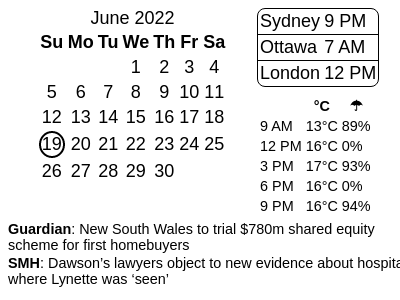 June 2022
Su Mo Tu We Th Fr Sa
1 2 3 4
5 6 7 8 9 10 11
12 13 14 15 16 17 18
19 20 21 22 23 24 25
26 27 28 29 30
Sydney 9 PM
Ottawa 7 AM
London 12 PM
°C ☂
9 AM 13°C 89%
12 PM 16°C 0%
3 PM 17°C 93%
6 PM 16°C 0%
9 PM 16°C 94%
Guardian: New South Wales to trial $780m shared equity
scheme for first homebuyers
SMH: Dawson's lawyers object to new evidence about hospita
where Lynette was ‘seen’